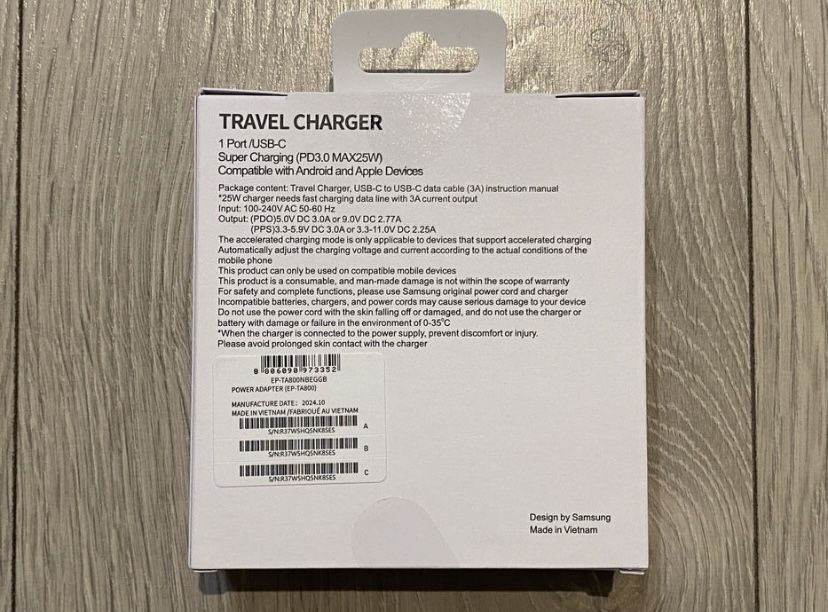 TRAVEL CHARGER
1 Port /USB-C
Super Charging (PD3.0 MAX25W)
Compatible with Android and Apple Devices
Package content: Travel Charger, USB-C to USB-C data cable (3A) instruction manual
*25W charger needs fast charging data line with 3A current output
Input: 100-240V AC 50-60 Hz
Output: (PDO)5.0V DC 3.0A or 9.0V DC 2.77A
(PPS)3.3-5.9V DC 3.0A or 3.3-11.0V DC 2.25A
The accelerated charging mode is only applicable to devices that support accelerated charging
Automatically adjust the charging voltage and current according to the actual conditions of the
mobile phone
This product can only be used on compatible mobile devices
This product is a consumable, and man-made damage is not within the scope of warranty
For safety and complete functions, please use Samsung original power cord and charger
Incompatible batteries, chargers, and power cords may cause serious damage to your device
Do not use the power cord with the skin falling off or damaged, and do not use the charger or
battery with damage or failure in the environment of 0-35°C
*When the charger is connected to the power supply, prevent discomfort or injury.
Please avoid prolonged skin contact with the charger
8 806090 973352
EP-TA800NBEGGB
POWER ADAPTER (EP-TA800)
MANUFACTURE DATE: 2024.10
MADE IN VIETNAM /FABRIQUÉ AU VIETNAM
A
S/N:R37W5HQ5NK8SES
B
S/N:R37W5HQ5NK8SES
C
S/N:R37W5HQ5NK8SES
Design by Samsung
Made in Vietnam